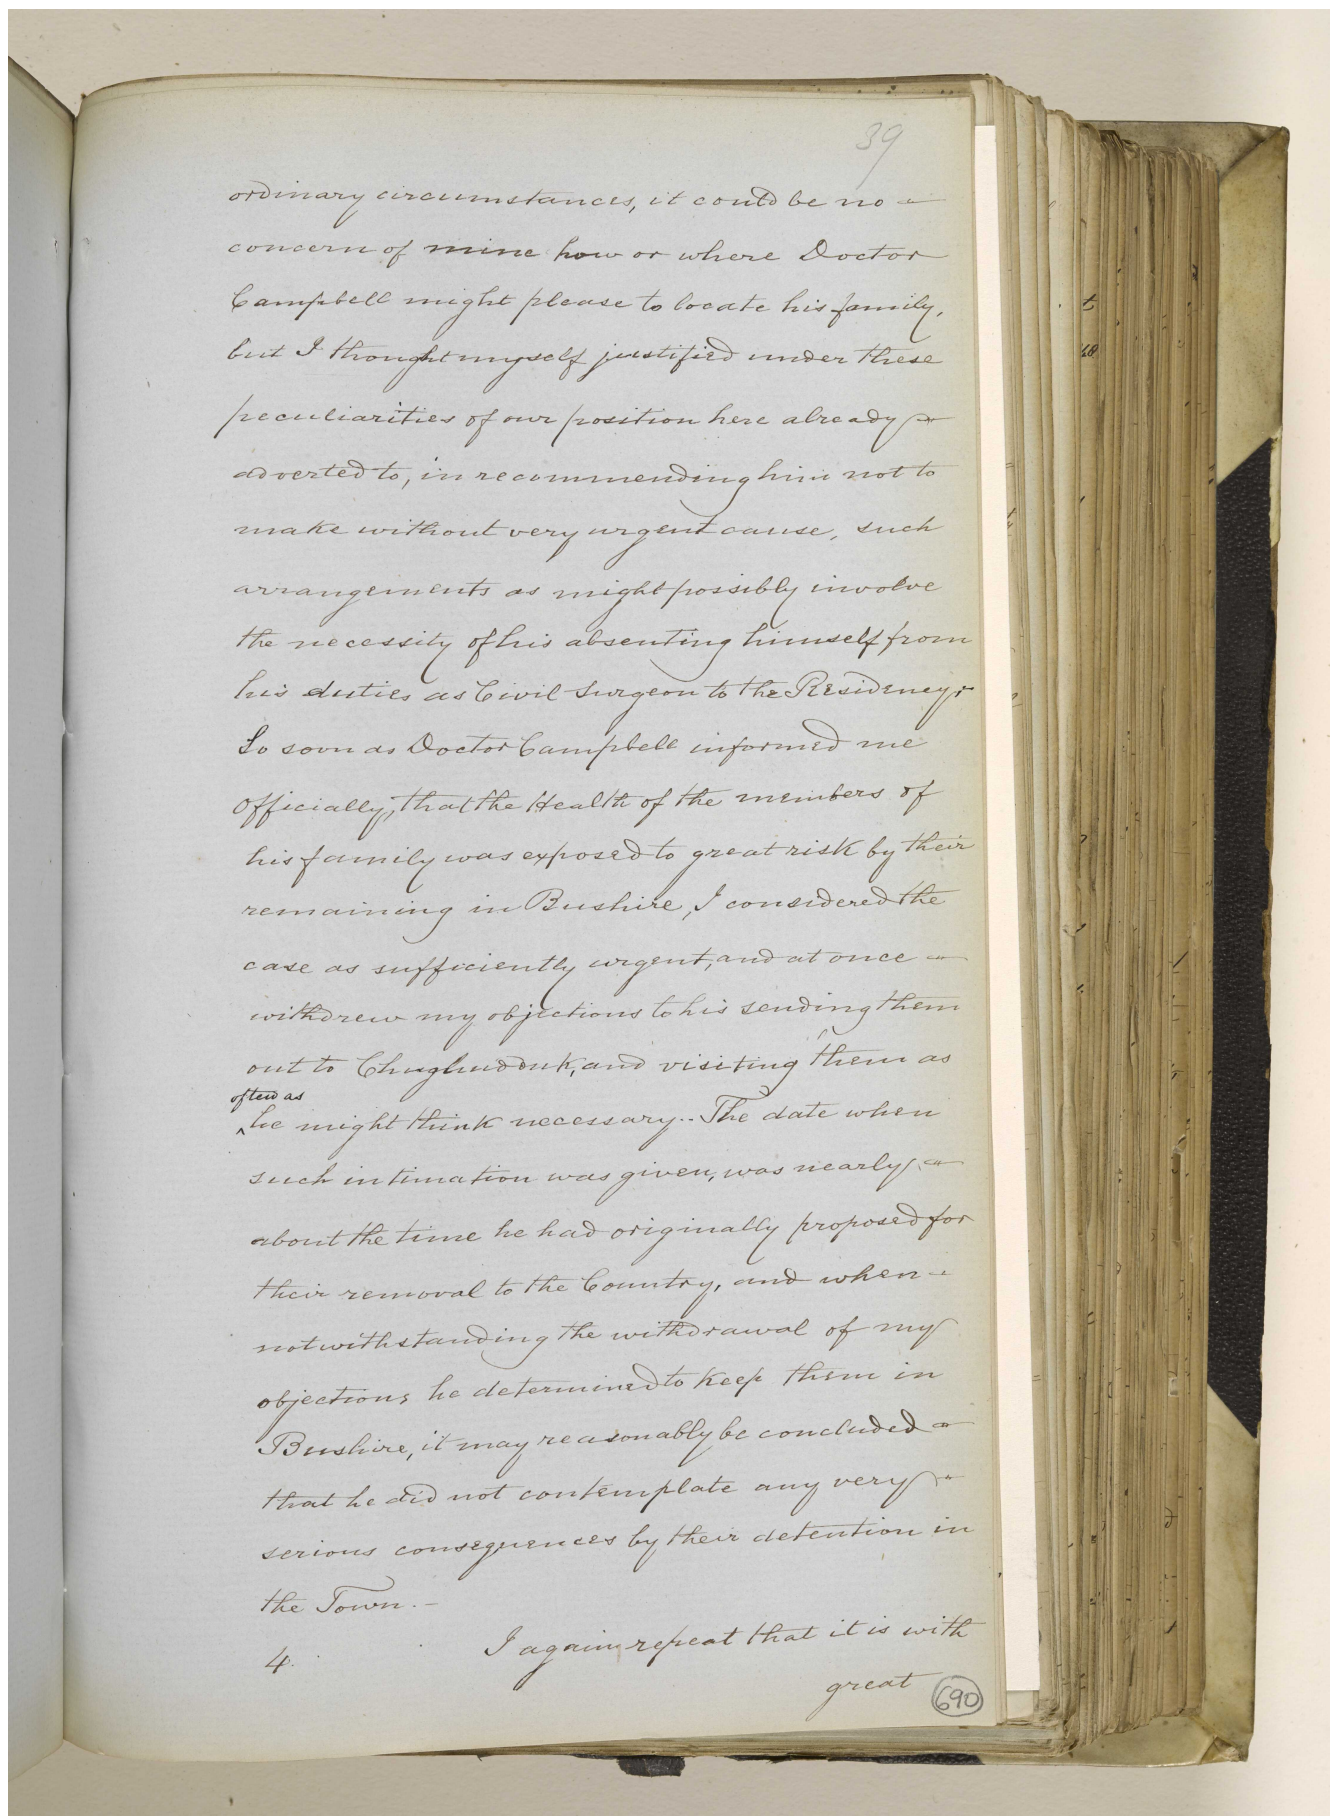 39
ordinary circumstances, it could be no
concern of mine how or where Doctor
Campbell might please to locate his family,
but I thought myself justified under these
peculiarities of our position here already
adverted to, in recommending him not to
make without very urgent cause, such
arrangements as might possibly involve
the necessity of his absenting himself from
his duties as Civil Surgeon to the Residency.
So soon as Doctor Campbell informed me
officially, that the Health of the members of
his family was exposed to great risk by their
remaining in Bushire, I considered the
case as sufficiently urgent, and at once
withdrew my objections to his sending them
out to Chughudduk, and visiting them as
often as
he might think necessary. The date when
such intimation was given, was nearly
about the time he had originally proposed for
their removal to the Country, and when
notwithstanding the withdrawal of my
objections he determined to keep them in
Bushire, it may reasonably be concluded
that he did not contemplate any very
serious consequences by their detention in
the Town. -
4. I again repeat that it is with
great
690